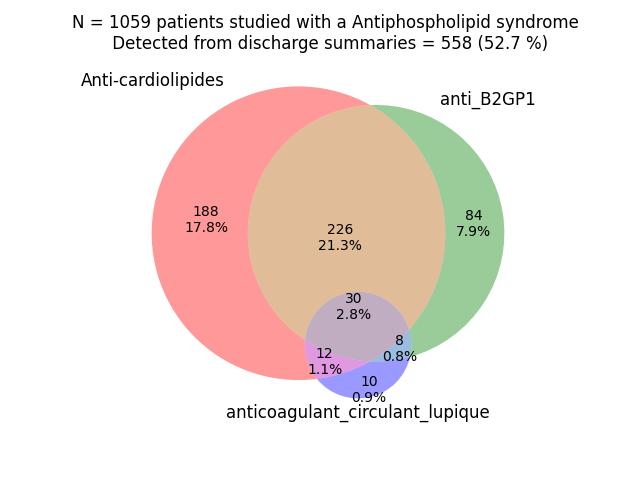 N = 1059 patients studied with a Antiphospholipid syndrome
Detected from discharge summaries = 558 (52.7 %)
Anti-cardiolipides
anti_B2GP1
188
17.8%
226
21.3%
84
7.9%
30
2.8%
12
1.1%
8
0.8%
10
0.9%
anticoagulant_circulant_lupique